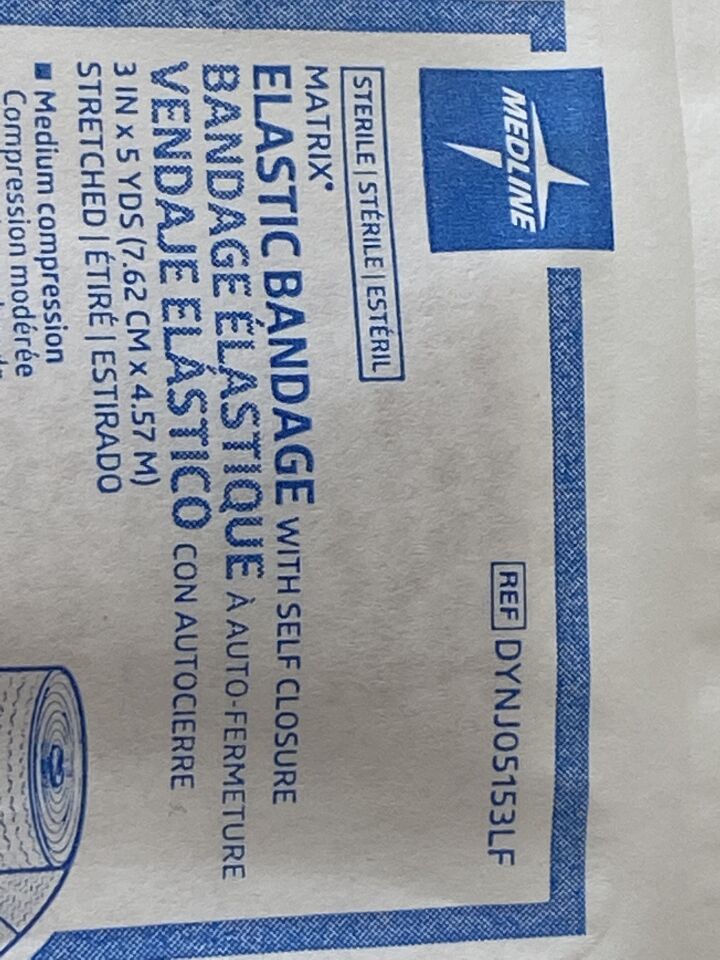 MEDLINE
REF DYNJ05153LF
STERILE | STÉRILE | ESTÉRIL
MATRIX®
ELASTIC BANDAGE WITH SELF CLOSURE
BANDAGE ÉLASTIQUE À AUTO-FERMETURE
VENDAJE ELÁSTICO CON AUTOCIERRE
3 IN x 5 YDS (7.62 CM x 4.57 M)
STRETCHED | ÉTIRÉ | ESTIRADO
■ Medium compression
Compression modérée